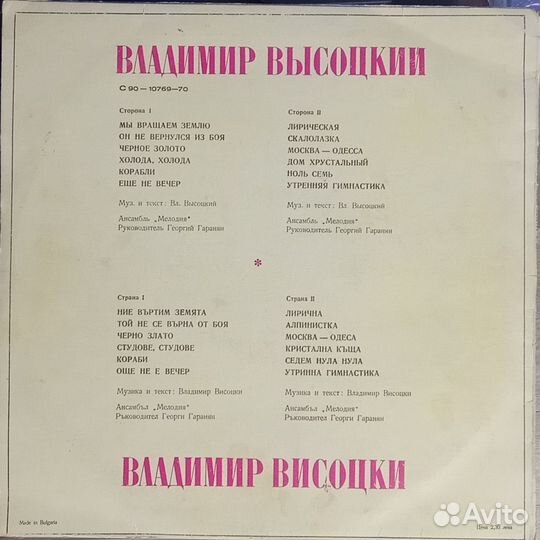 ВЛАДИМИР ВЫСОЦКИЙ
С 90 — 10769—70
Сторона I
МЫ ВРАЩАЕМ ЗЕМЛЮ
ОН НЕ ВЕРНУЛСЯ ИЗ БОЯ
ЧЕРНОЕ ЗОЛОТО
ХОЛОДА, ХОЛОДА
КОРАБЛИ
ЕЩЕ НЕ ВЕЧЕР
Муз. и текст: Вл. Высоцкий
Ансамбль „Мелодия"
Руководитель Георгий Гаранян
Сторона II
ЛИРИЧЕСКАЯ
СКАЛОЛАЗКА
МОСКВА — ОДЕССА
ДОМ ХРУСТАЛЬНЫЙ
НОЛЬ СЕМЬ
УТРЕННЯЯ ГИМНАСТИКА
Муз. и текст: Вл. Высоцкий
Ансамбль „Мелодия"
Руководитель Георгий Гаранян
*
Страна I
НИЕ ВЪРТИМ ЗЕМЯТА
ТОЙ НЕ СЕ ВЪРНА ОТ БОЯ
ЧЕРНО ЗЛАТО
СТУДОВЕ, СТУДОВЕ
КОРАБИ
ОЩЕ НЕ Е ВЕЧЕР
Музика и текст: Владимир Висоцки
Ансамбъл „Мелодия"
Ръководител Георги Гаранян
Страна II
ЛИРИЧНА
АЛПИНИСТКА
МОСКВА — ОДЕСА
КРИСТАЛНА КЪЩА
СЕДЕМ НУЛА НУЛА
УТРИННА ГИМНАСТИКА
Музика и текст: Владимир Висоцки
Ансамбъл „Мелодия"
Ръководител Георги Гаранян
ВЛАДИМИР ВИСОЦКИ
Made in Bulgaria
Цена 2,10 лева
Avito